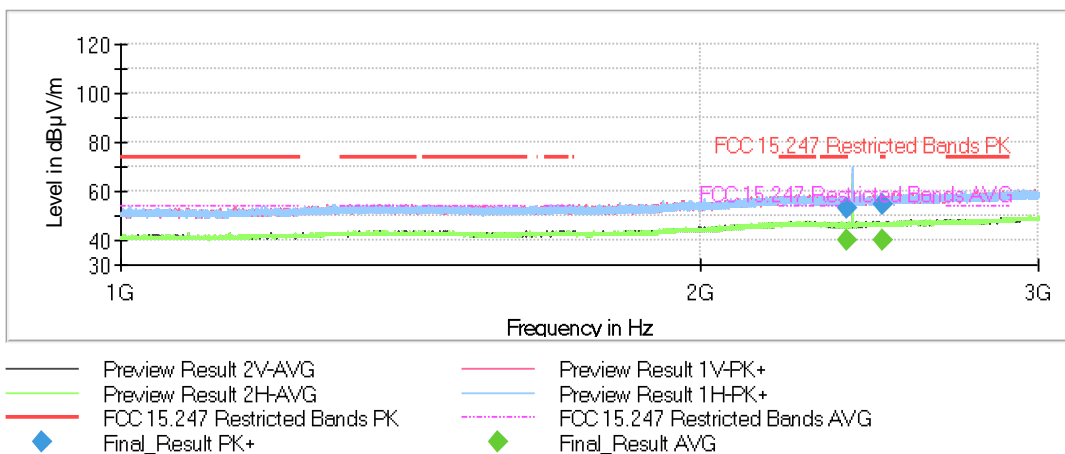 120
100
80
60
40
30
Level in dBµV/m
FCC 15.247 Restricted Bands PK
FCC 15.247 Restricted Bands AVG
1G
2G
3G
Frequency in Hz
Preview Result 2V-AVG
Preview Result 1V-PK+
Preview Result 2H-AVG
Preview Result 1H-PK+
FCC 15.247 Restricted Bands PK
FCC 15.247 Restricted Bands AVG
Final_Result PK+
Final_Result AVG